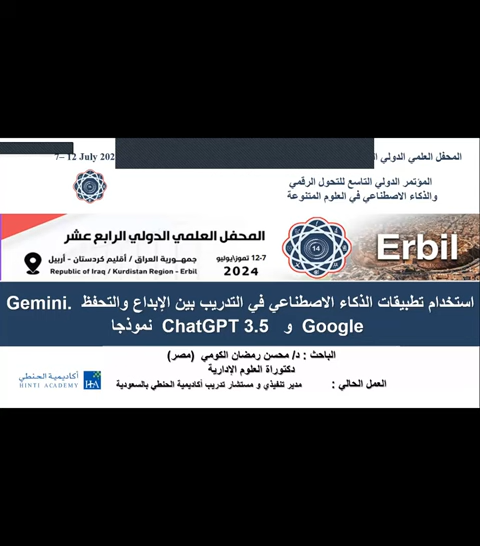 المحفل العلمي الدولي
7– 12 July 202
المؤتمر الدولي التاسع للتحول الرقمي
والذكاء الاصطناعي في العلوم المتنوعة
المحفل العلمي الدولي الرابع عشر
12-7 تموز/يوليو
2024
جمهورية العراق / أقليم كردستان - أربيل
Republic of Iraq / Kurdistan Region - Erbil
14
Erbil
استخدام تطبيقات الذكاء الاصطناعي في التدريب بين الإبداع والتحفظ Gemini.
Google و ChatGPT 3.5 نموذجا
الباحث : د/ محسن رمضان الكومي (مصر)
دكتوراة العلوم الإدارية
العمل الحالي : مدير تنفيذي و مستشار تدريب أكاديمية الحنطي بالسعودية
أكاديمية الحنطي
HINTI ACADEMY